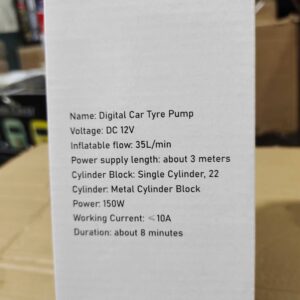 Name: Digital Car Tyre Pump
Voltage: DC 12V
Inflatable flow: 35L/min
Power supply length: about 3 meters
Cylinder Block: Single Cylinder, 22
Cylinder: Metal Cylinder Block
Power: 150W
Working Current: <10A
Duration: about 8 minutes